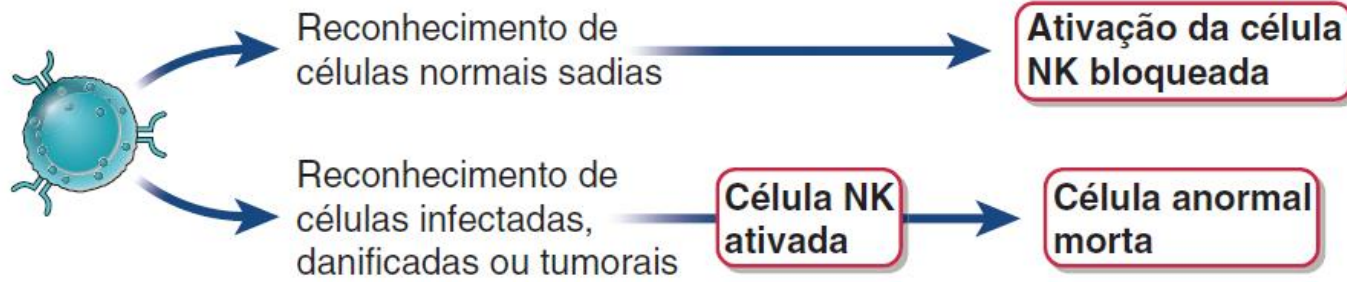 Reconhecimento de
células normais sadias
Ativação da célula
NK bloqueada
Reconhecimento de
células infectadas,
danificadas ou tumorais
Célula NK
ativada
Célula anormal
morta